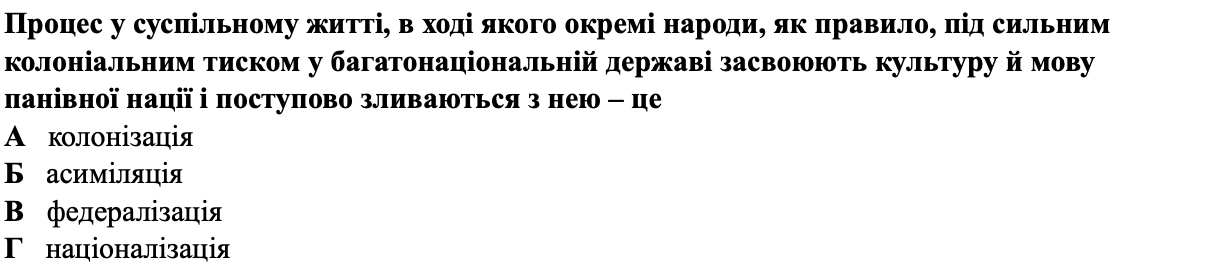 Процес у суспільному житті, в ході якого окремі народи, як правило, під сильним
колоніальним тиском у багатонаціональній державі засвоюють культуру й мову
панівної нації і поступово зливаються з нею – це
А колонізація
Б асиміляція
В федералізація
Г націоналізація